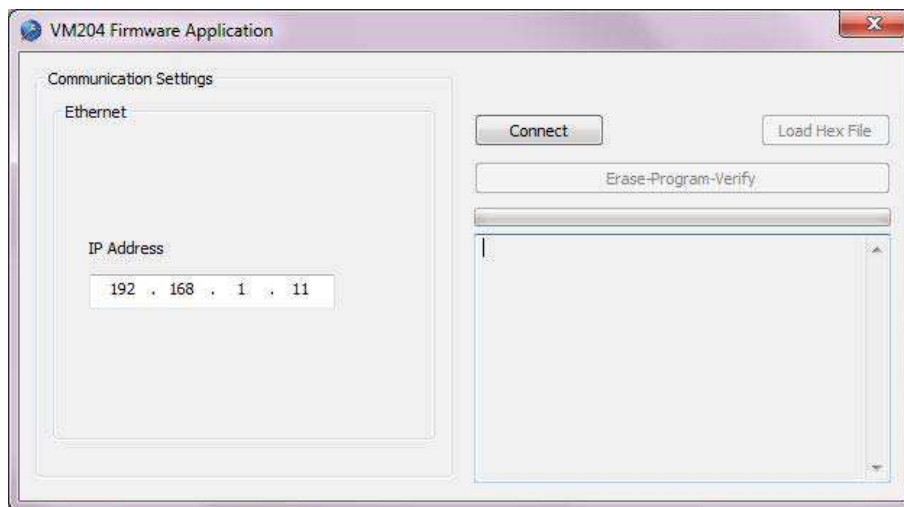 VM204 Firmware Application
Communication Settings
Ethernet
IP Address
192 . 168 . 1 . 11
Connect
Load Hex File
Erase-Program-Verify